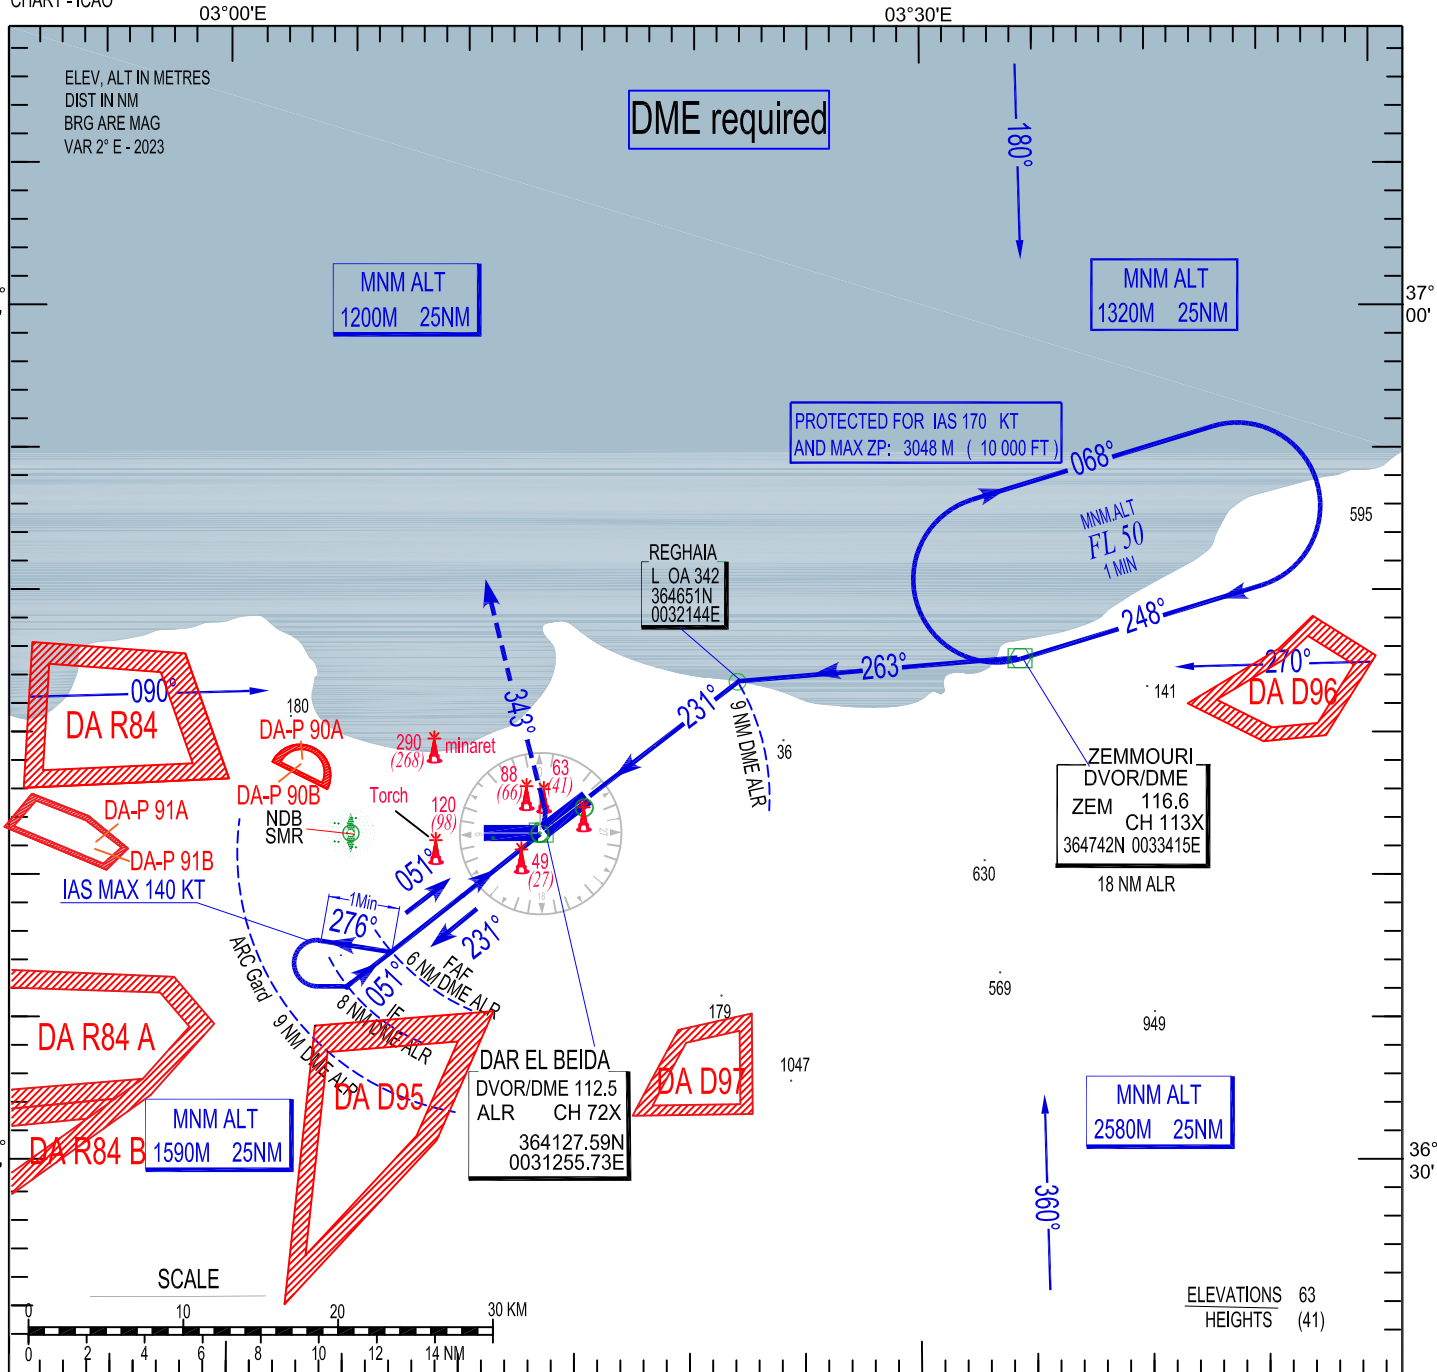 CHART - ICAO
03°00'E
03°30'E
ELEV, ALT IN METRES
DIST IN NM
BRG ARE MAG
VAR 2° E - 2023
DME required
180°
MNM ALT
1200M 25NM
MNM ALT
1320M 25NM
37°
00'
PROTECTED FOR IAS 170 KT
AND MAX ZP: 3048 M ( 10 000 FT )
068°
MNM.ALT
FL 50
1 MIN
595
REGHAIA
L OA 342
364651N
0032144E
248°
263°
231°
343°
9 NM DME ALR
090°
270°
DA R84
DA D96
141
180
DA-P 90A
DA-P 90B
290
(268)
minaret
36
88
(66)
63
(41)
ZEMMOURI
DVOR/DME
ZEM 116.6
CH 113X
364742N 0033415E
18 NM ALR
Torch
120
(98)
DA-P 91A
DA-P 91B
NDB
SMR
27
18
49
(27)
630
IAS MAX 140 KT
051°
1Min
276°
231°
ARC Gard
9 NM DME ALR
051°
FAF
6 NM DME ALR
IF
8 NM DME ALR
569
949
179
1047
DA R84 A
DA R84 B
DA D95
DA D97
DAR EL BEIDA
DVOR/DME 112.5
ALR CH 72X
364127.59N
0031255.73E
MNM ALT
1590M 25NM
MNM ALT
2580M 25NM
36°
30'
360°
SCALE
0 10 20 30 KM
0 2 4 6 8 10 12 14 NM
ELEVATIONS 63
HEIGHTS (41)